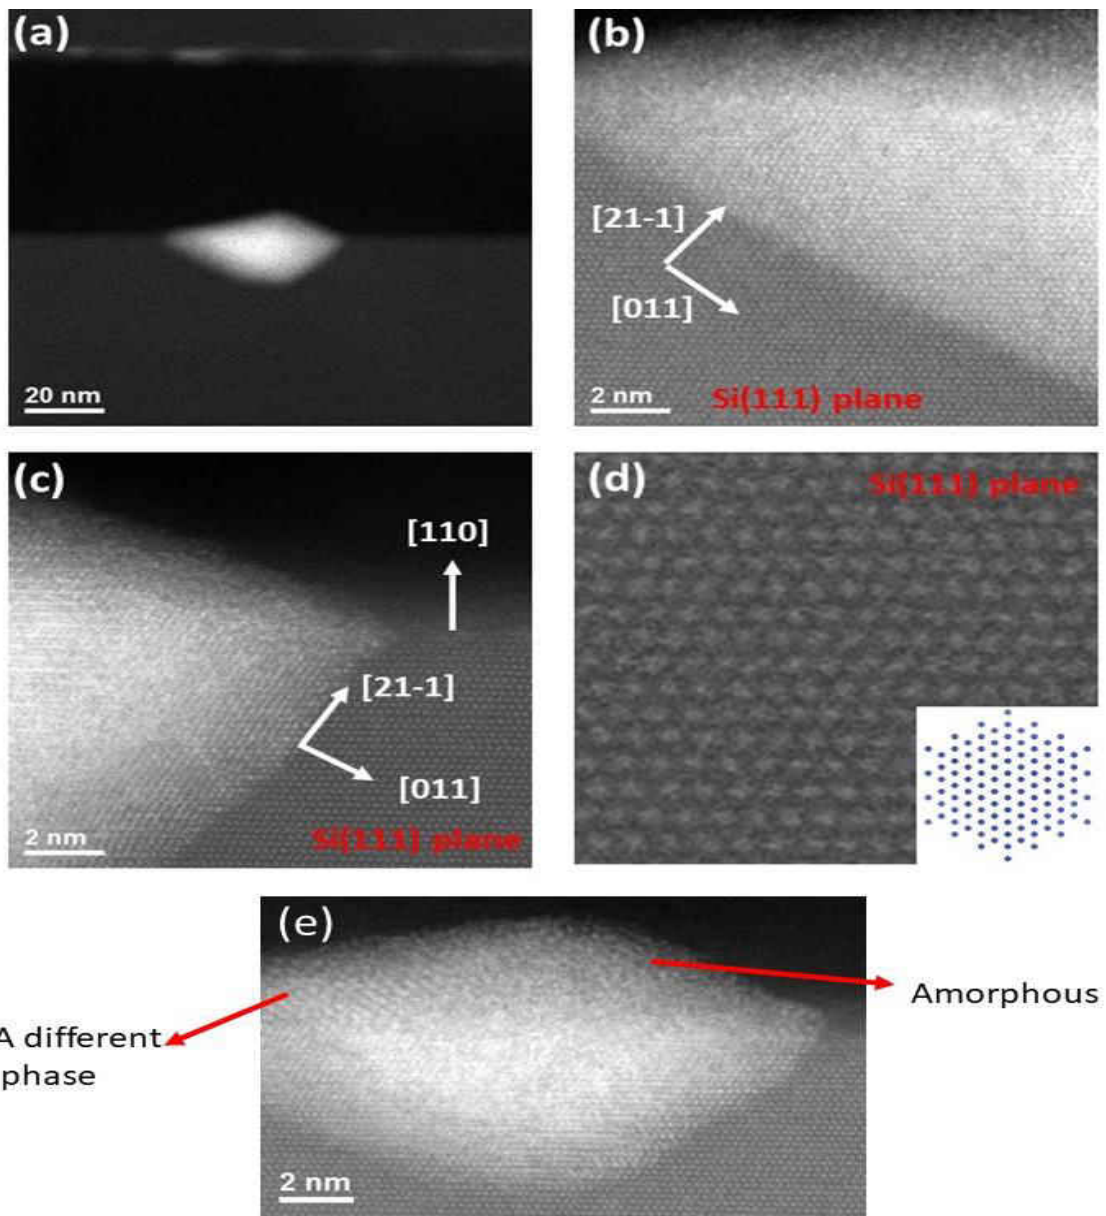 (a)
20 nm
(b)
[21-1]
[011]
2 nm
Si(111) plane
(c)
[110]
[21-1]
[011]
2 nm
Si(111) plane
(d)
Si(111) plane
(e)
Amorphous
A different
phase
2 nm